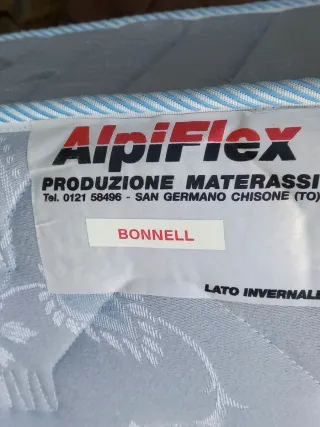 AlpiFlex
PRODUZIONE MATERASSI
Tel. 0121 58496 - SAN GERMANO CHISONE (TO)
BONNELL
LATO INVERNALE